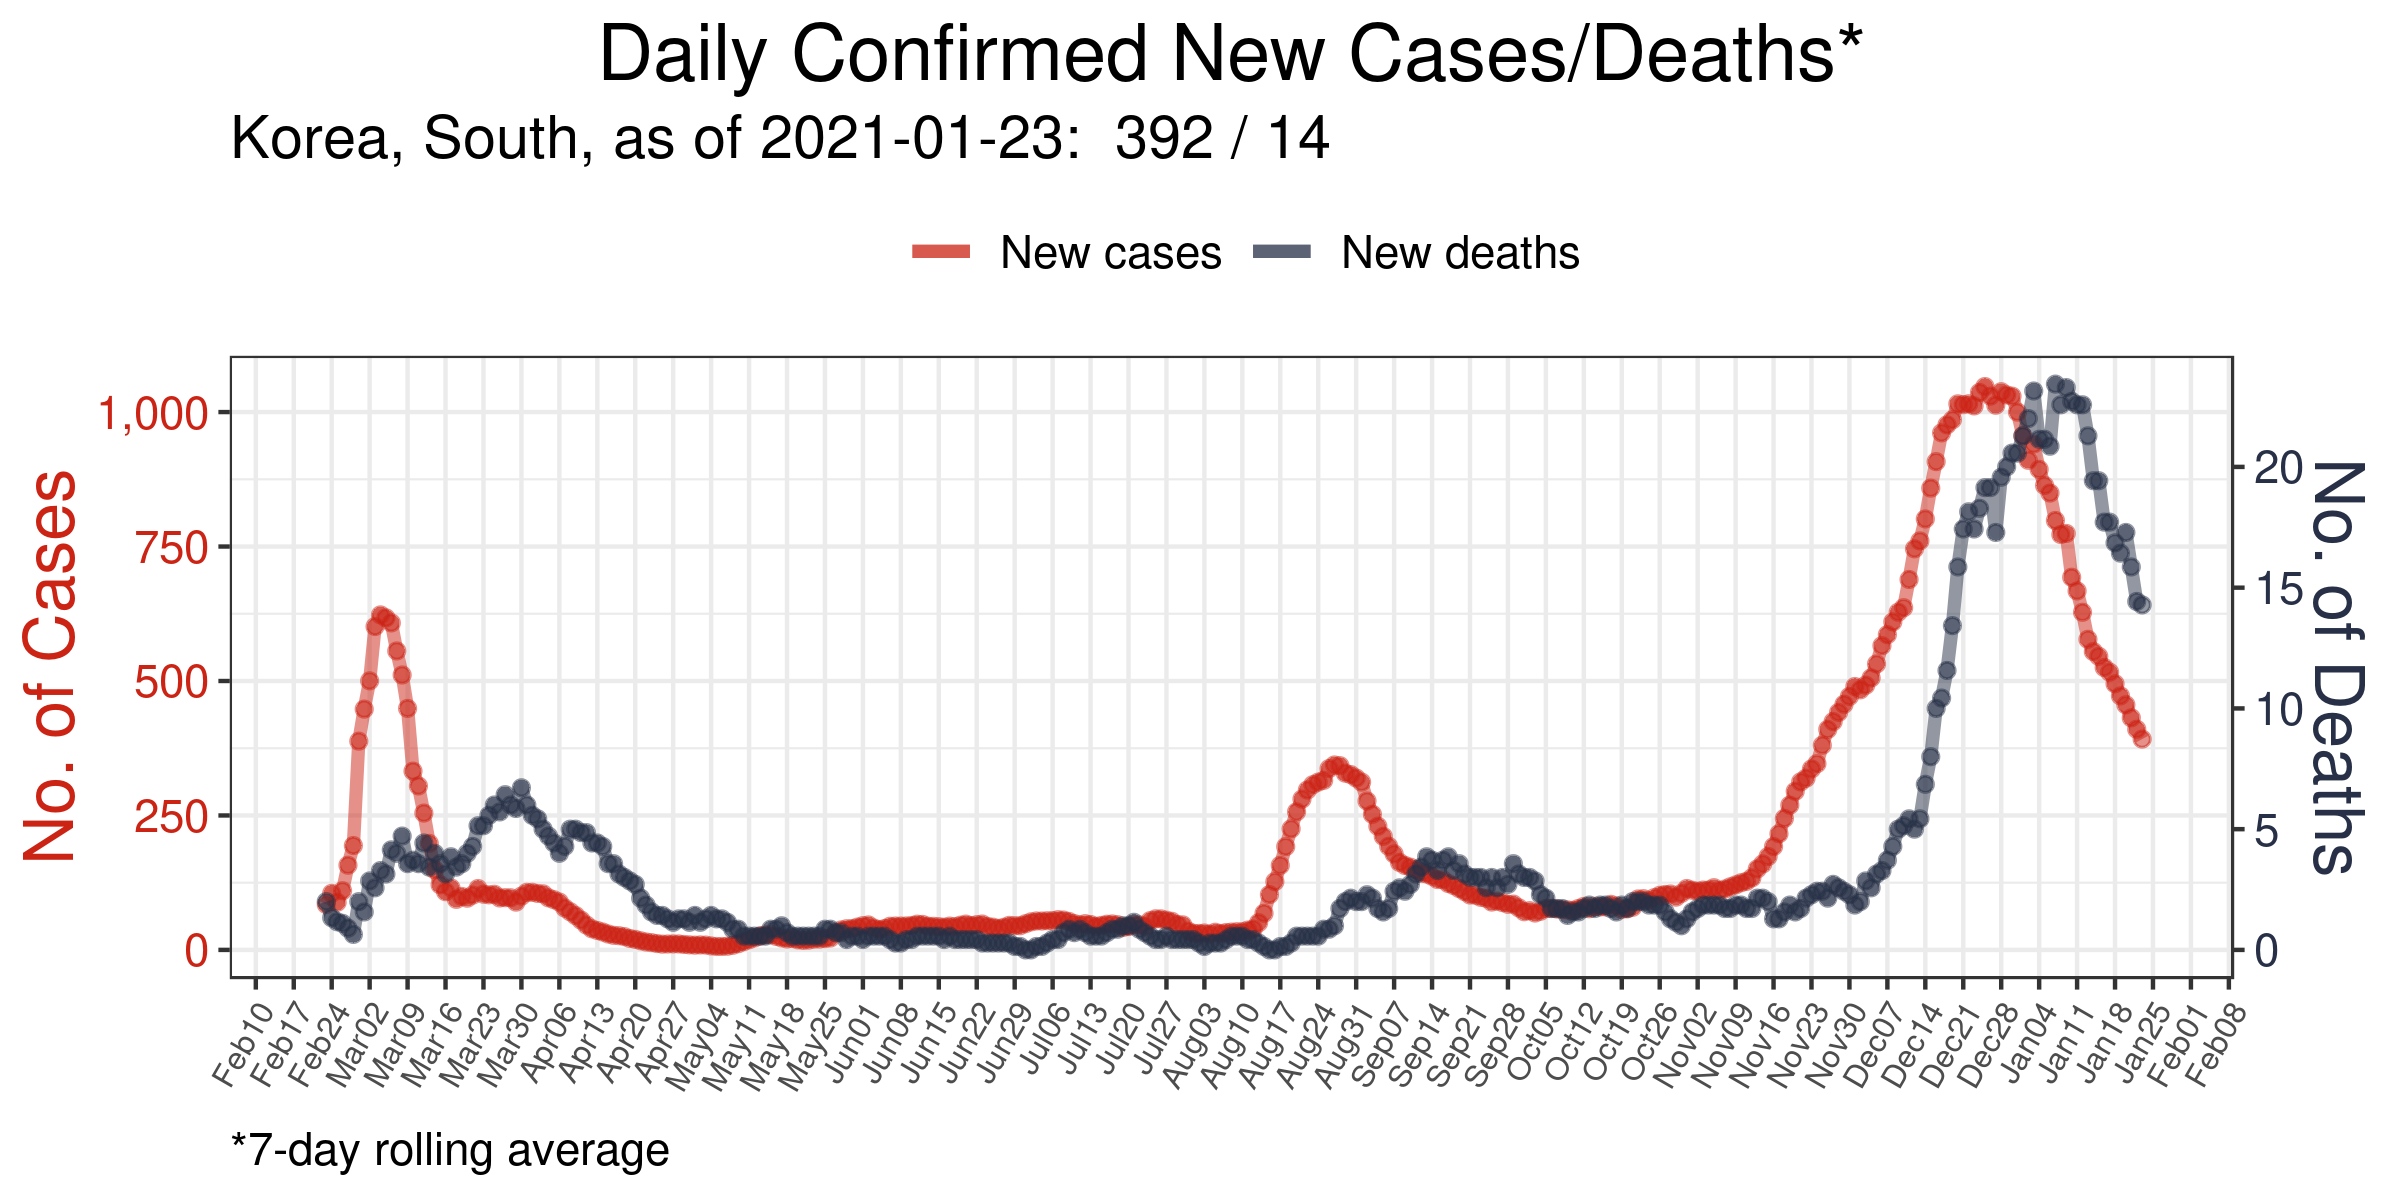 Daily Confirmed New Cases/Deaths*
Korea, South, as of 2021-01-23:  392 / 14
New cases
New deaths
No. of Cases
1,000
750
500
250
0
No. of Deaths
20
15
10
5
0
Feb10
Feb17
Feb24
Mar02
Mar09
Mar16
Mar23
Mar30
Apr06
Apr13
Apr20
Apr27
May04
May11
May18
May25
Jun01
Jun08
Jun15
Jun22
Jun29
Jul06
Jul13
Jul20
Jul27
Aug03
Aug10
Aug17
Aug24
Aug31
Sep07
Sep14
Sep21
Sep28
Oct05
Oct12
Oct19
Oct26
Nov02
Nov09
Nov16
Nov23
Nov30
Dec07
Dec14
Dec21
Dec28
Jan04
Jan11
Jan18
Jan25
Feb01
Feb08
*7-day rolling average